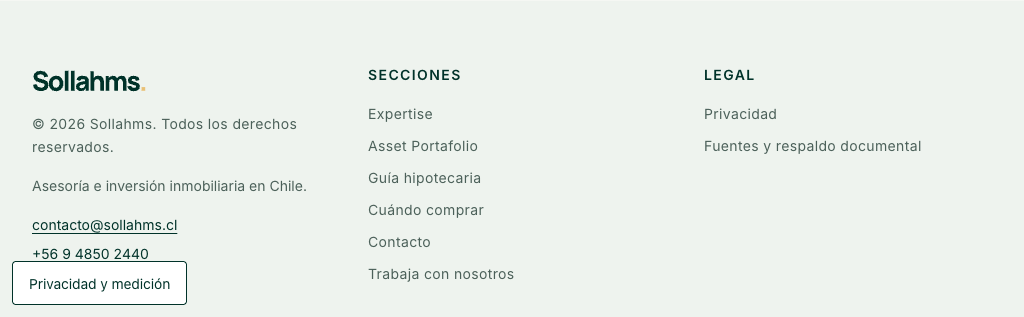 Sollahms.
© 2026 Sollahms. Todos los derechos
reservados.
Asesoría e inversión inmobiliaria en Chile.
contacto@sollahms.cl
+56 9 4850 2440
Privacidad y medición
SECCIONES
Expertise
Asset Portafolio
Guía hipotecaria
Cuándo comprar
Contacto
Trabaja con nosotros
LEGAL
Privacidad
Fuentes y respaldo documental